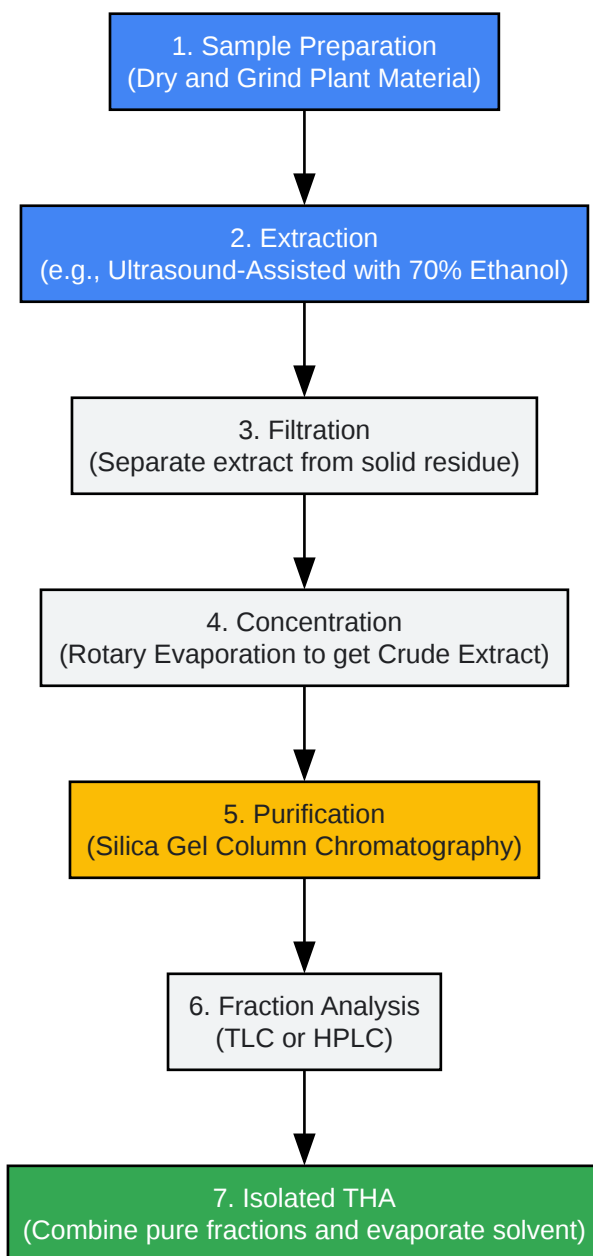 1. Sample Preparation
(Dry and Grind Plant Material)
2. Extraction
(e.g., Ultrasound-Assisted with 70% Ethanol)
3. Filtration
(Separate extract from solid residue)
4. Concentration
(Rotary Evaporation to get Crude Extract)
5. Purification
(Silica Gel Column Chromatography)
6. Fraction Analysis
(TLC or HPLC)
7. Isolated THA
(Combine pure fractions and evaporate solvent)